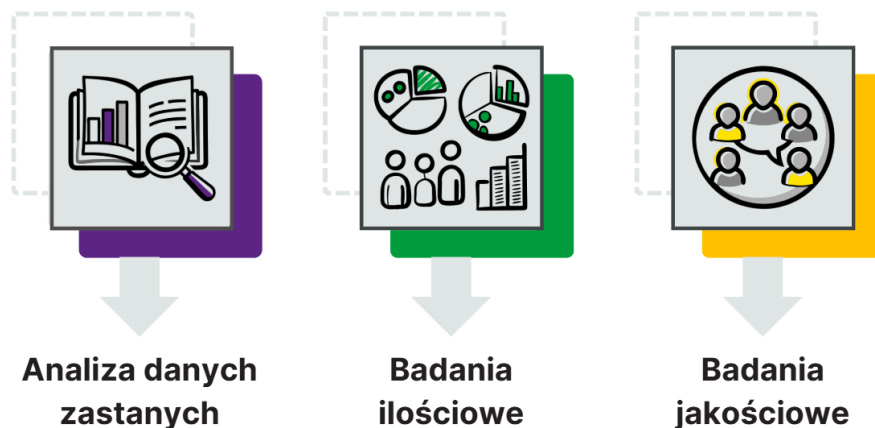 Analiza danych
zastanych
Badania
ilościowe
Badania
jakościowe